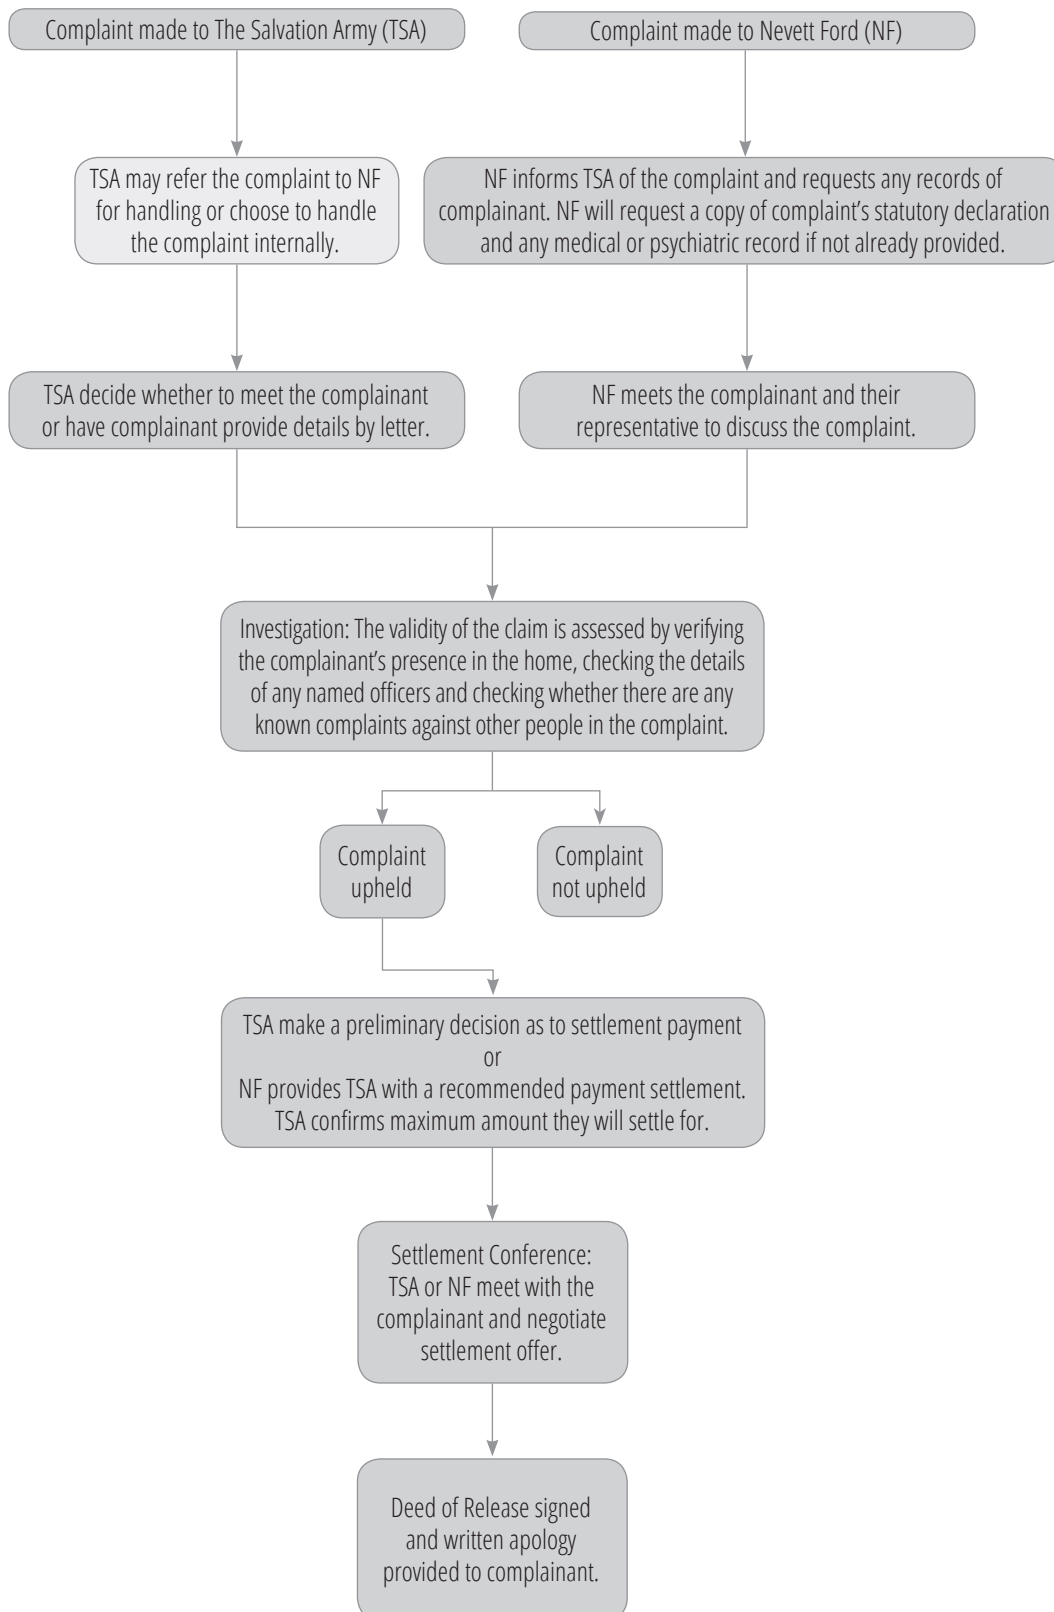 Complaint made to The Salvation Army (TSA)
Complaint made to Nevett Ford (NF)
TSA may refer the complaint to NF
for handling or choose to handle
the complaint internally.
NF informs TSA of the complaint and requests any records of
complainant. NF will request a copy of complaint’s statutory declaration
and any medical or psychiatric record if not already provided.
TSA decide whether to meet the complainant
or have complainant provide details by letter.
NF meets the complainant and their
representative to discuss the complaint.
Investigation: The validity of the claim is assessed by verifying
the complainant’s presence in the home, checking the details
of any named officers and checking whether there are any
known complaints against other people in the complaint.
Complaint
upheld
Complaint
not upheld
TSA make a preliminary decision as to settlement payment
or
NF provides TSA with a recommended payment settlement.
TSA confirms maximum amount they will settle for.
Settlement Conference:
TSA or NF meet with the
complainant and negotiate
settlement offer.
Deed of Release signed
and written apology
provided to complainant.